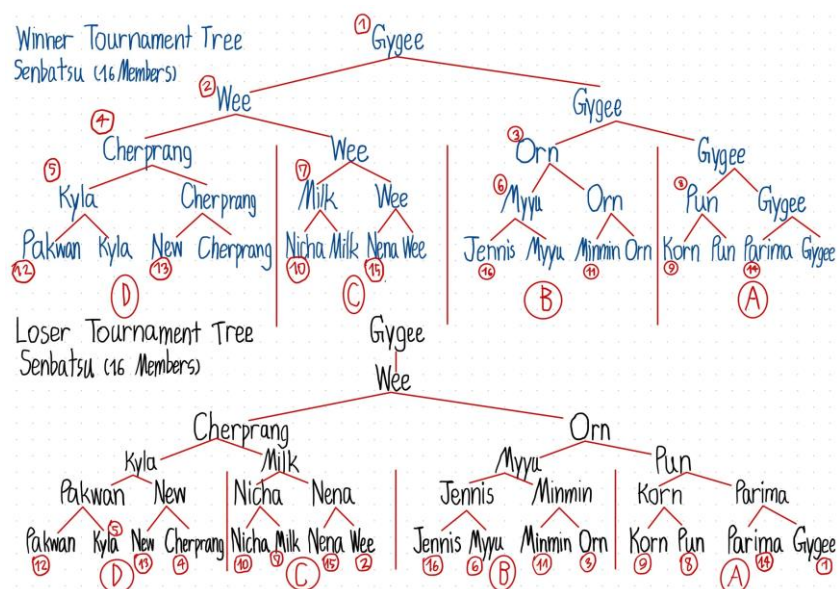 ① Gygee
Winner Tournament Tree
Senbatsu (16 Members)
② Wee Gygee
④ Cherprang Wee ③ Orn Gygee
⑤ Kyla Cherprang ⑦ Milk Wee ⑥ Myyu Orn ⑧ Pun Gygee
Pakwan Kyla New Cherprang Nicha Milk Nena Wee Jennis Myyu Minmin Orn Korn Pun Parima Gygee
⑫ ⑬ ⑩ ⑮ ⑯ ⑪ ⑨ ⑭
Ⓓ Ⓒ Ⓑ Ⓐ
Loser Tournament Tree
Senbatsu (16 Members)
Gygee
Wee
Cherprang Orn
Kyla Milk Myyu Pun
Pakwan New Nicha Nena Jennis Minmin Korn Parima
Pakwan Kyla ⑤ New Cherprang Nicha Milk Nena Wee Jennis Myyu Minmin Orn Korn Pun Parima Gygee
⑫ ⑬ ④ ⑩ ⑮ ② ⑯ ⑥ ⑪ ③ ⑨ ⑧ ⑭ ①
Ⓓ Ⓒ Ⓑ Ⓐ